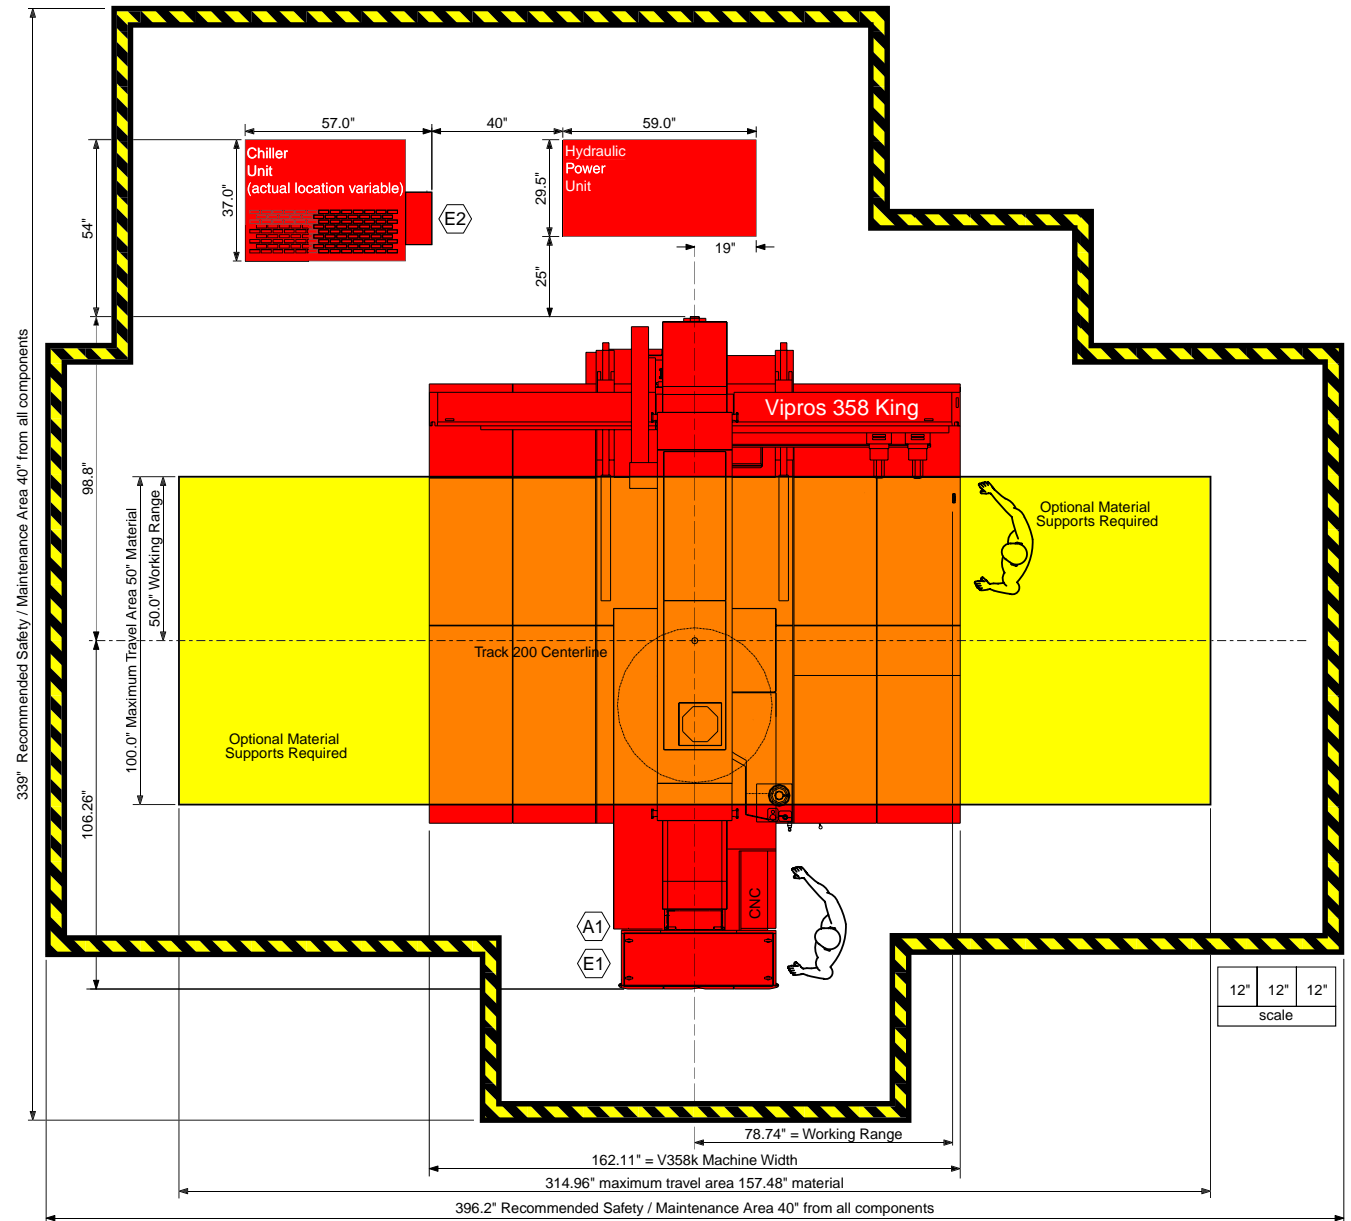 57.0"
40"
59.0"
Chiller
Unit
(actual location variable)
37.0"
54"
E2
Hydraulic
Power
Unit
29.5"
19"
25"
339" Recommended Safety / Maintenance Area 40" from all components
98.8"
Vipros 358 King
100.0" Maximum Travel Area 50" Material
50.0" Working Range
Optional Material
Supports Required
Track 200 Centerline
Optional Material
Supports Required
106.26"
CNC
A1
E1
12" 12" 12"
scale
78.74" = Working Range
162.11" = V358k Machine Width
314.96" maximum travel area 157.48" material
396.2" Recommended Safety / Maintenance Area 40" from all components